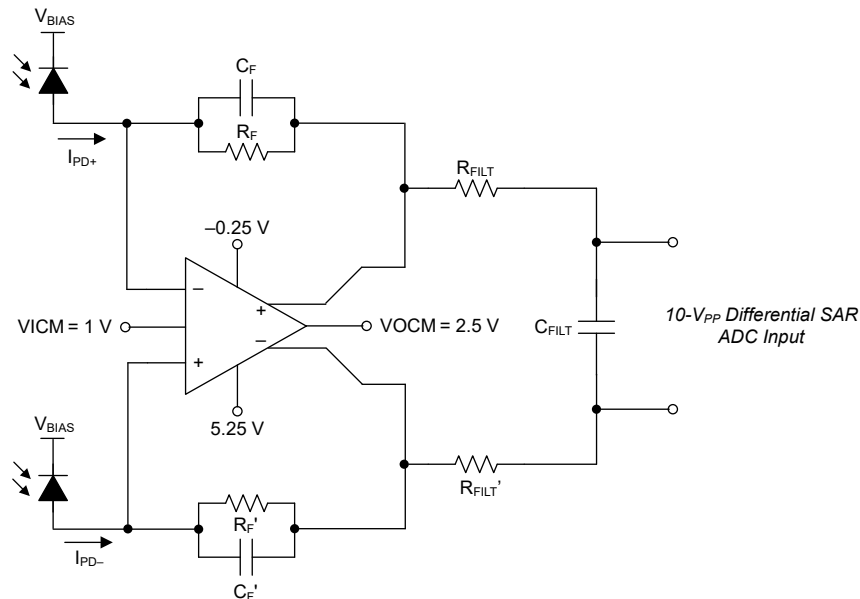 V_BIAS
C_F
R_F
I_PD+
R_FILT
–0.25 V
–
+
VICM = 1 V
VOCM = 2.5 V
C_FILT
10-V_PP Differential SAR
ADC Input
+
–
5.25 V
V_BIAS
R_FILT'
R_F'
I_PD–
C_F'